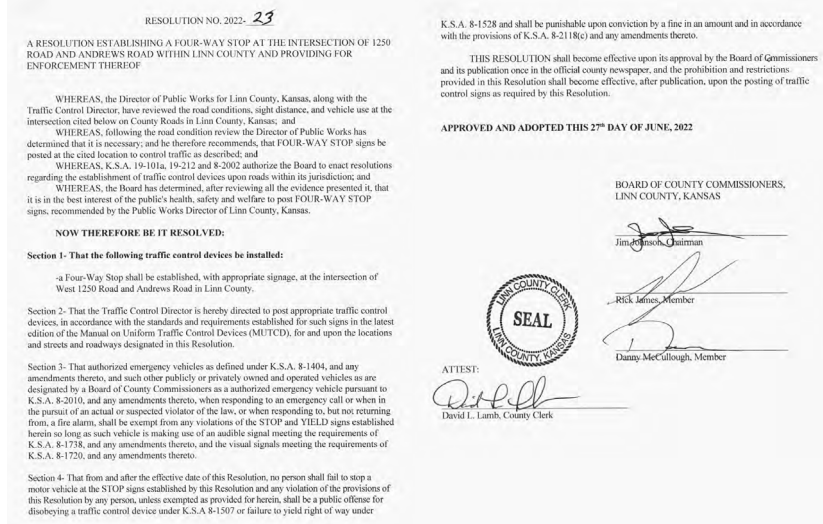 RESOLUTION NO. 2022- 23
A RESOLUTION ESTABLISHING A FOUR-WAY STOP AT THE INTERSECTION OF 1250
ROAD AND ANDREWS ROAD WITHIN LINN COUNTY AND PROVIDING FOR
ENFORCEMENT THEREOF
WHEREAS, the Director of Public Works for Linn County, Kansas, along with the
Traffic Control Director, have reviewed the road conditions, sight distance, and vehicle use at the
intersection cited below on County Roads in Linn County, Kansas; and
WHEREAS, following the road condition review the Director of Public Works has
determined that it is necessary; and he therefore recommends, that FOUR-WAY STOP signs be
posted at the cited location to control traffic as described; and
WHEREAS, K.S.A. 19-101a, 19-212 and 8-2002 authorize the Board to enact resolutions
regarding the establishment of traffic control devices upon roads within its jurisdiction; and
WHEREAS, the Board has determined, after reviewing all the evidence presented it, that
it is in the best interest of the public's health, safety and welfare to post FOUR-WAY STOP
signs, recommended by the Public Works Director of Linn County, Kansas.
NOW THEREFORE BE IT RESOLVED:
Section 1- That the following traffic control devices be installed:
-a Four-Way Stop shall be established, with appropriate signage, at the intersection of
West 1250 Road and Andrews Road in Linn County.
Section 2- That the Traffic Control Director is hereby directed to post appropriate traffic control
devices, in accordance with the standards and requirements established for such signs in the latest
edition of the Manual on Uniform Traffic Control Devices (MUTCD), for and upon the locations
and streets and roadways designated in this Resolution.
Section 3- That authorized emergency vehicles as defined under K.S.A. 8-1404, and any
amendments thereto, and such other publicly or privately owned and operated vehicles as are
designated by a Board of County Commissioners as a authorized emergency vehicle pursuant to
K.S.A. 8-2010, and any amendments thereto, when responding to an emergency call or when in
the pursuit of an actual or suspected violator of the law, or when responding to, but not returning
from, a fire alarm, shall be exempt from any violations of the STOP and YIELD signs established
herein so long as such vehicle is making use of an audible signal meeting the requirements of
K.S.A. 8-1738, and any amendments thereto, and the visual signals meeting the requirements of
K.S.A. 8-1720, and any amendments thereto.
Section 4- That from and after the effective date of this Resolution, no person shall fail to stop a
motor vehicle at the STOP signs established by this Resolution and any violation of the provisions of
this Resolution by any person, unless exempted as provided for herein, shall be a public offense for
disobeying a traffic control device under K.S.A 8-1507 or failure to yield right of way under
K.S.A. 8-1528 and shall be punishable upon conviction by a fine in an amount and in accordance
with the provisions of K.S.A. 8-2118(c) and any amendments thereto.
THIS RESOLUTION shall become effective upon its approval by the Board of Commissioners
and its publication once in the official county newspaper, and the prohibition and restrictions
provided in this Resolution shall become effective, after publication, upon the posting of traffic
control signs as required by this Resolution.
APPROVED AND ADOPTED THIS 27th DAY OF JUNE, 2022
BOARD OF COUNTY COMMISSIONERS,
LINN COUNTY, KANSAS
Jim Johnson, Chairman
Rick James, Member
Danny McCullough, Member
LINN COUNTY CLERK
SEAL
LINN COUNTY, KANSAS
ATTEST:
David L. Lamb, County Clerk